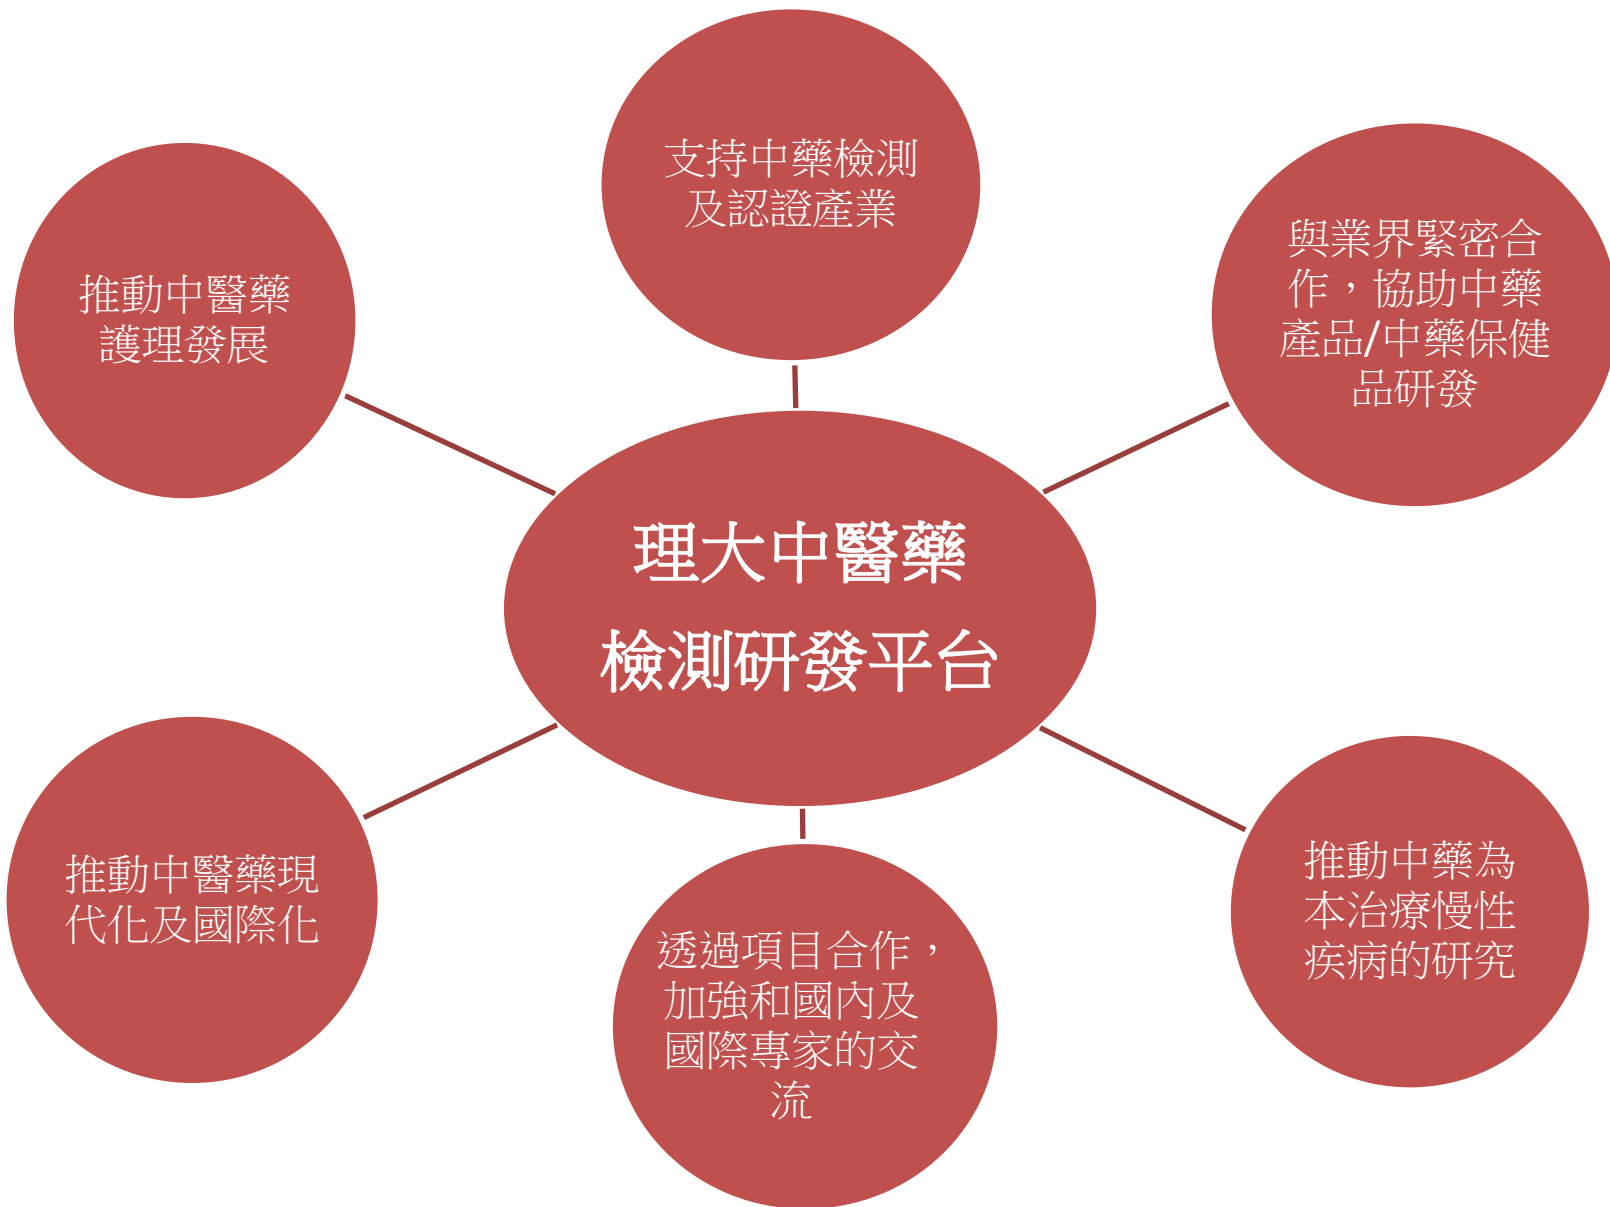 支持中藥檢測
及認證產業
與業界緊密合
作，協助中藥
產品/中藥保健
品研發
推動中醫藥
護理發展
理大中醫藥
檢測研發平台
推動中醫藥現
代化及國際化
透過項目合作，
加強和國內及
國際專家的交
流
推動中藥為
本治療慢性
疾病的研究